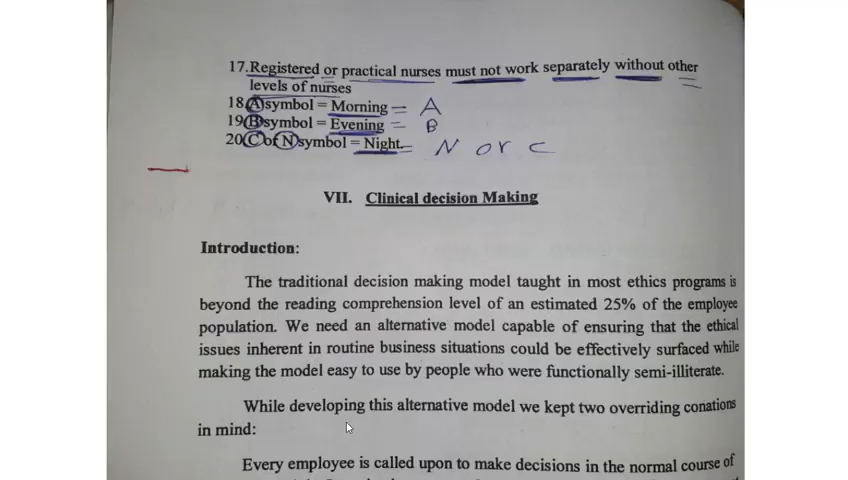 17.Registered or practical nurses must not work separately without other
levels of nurses
18.A symbol = Morning = A
19.B symbol = Evening = B
20.C of N symbol = Night. = N or C
VII. Clinical decision Making
Introduction:
The traditional decision making model taught in most ethics programs is
beyond the reading comprehension level of an estimated 25% of the employee
population. We need an alternative model capable of ensuring that the ethical
issues inherent in routine business situations could be effectively surfaced while
making the model easy to use by people who were functionally semi-illiterate.
While developing this alternative model we kept two overriding conations
in mind:
Every employee is called upon to make decisions in the normal course of